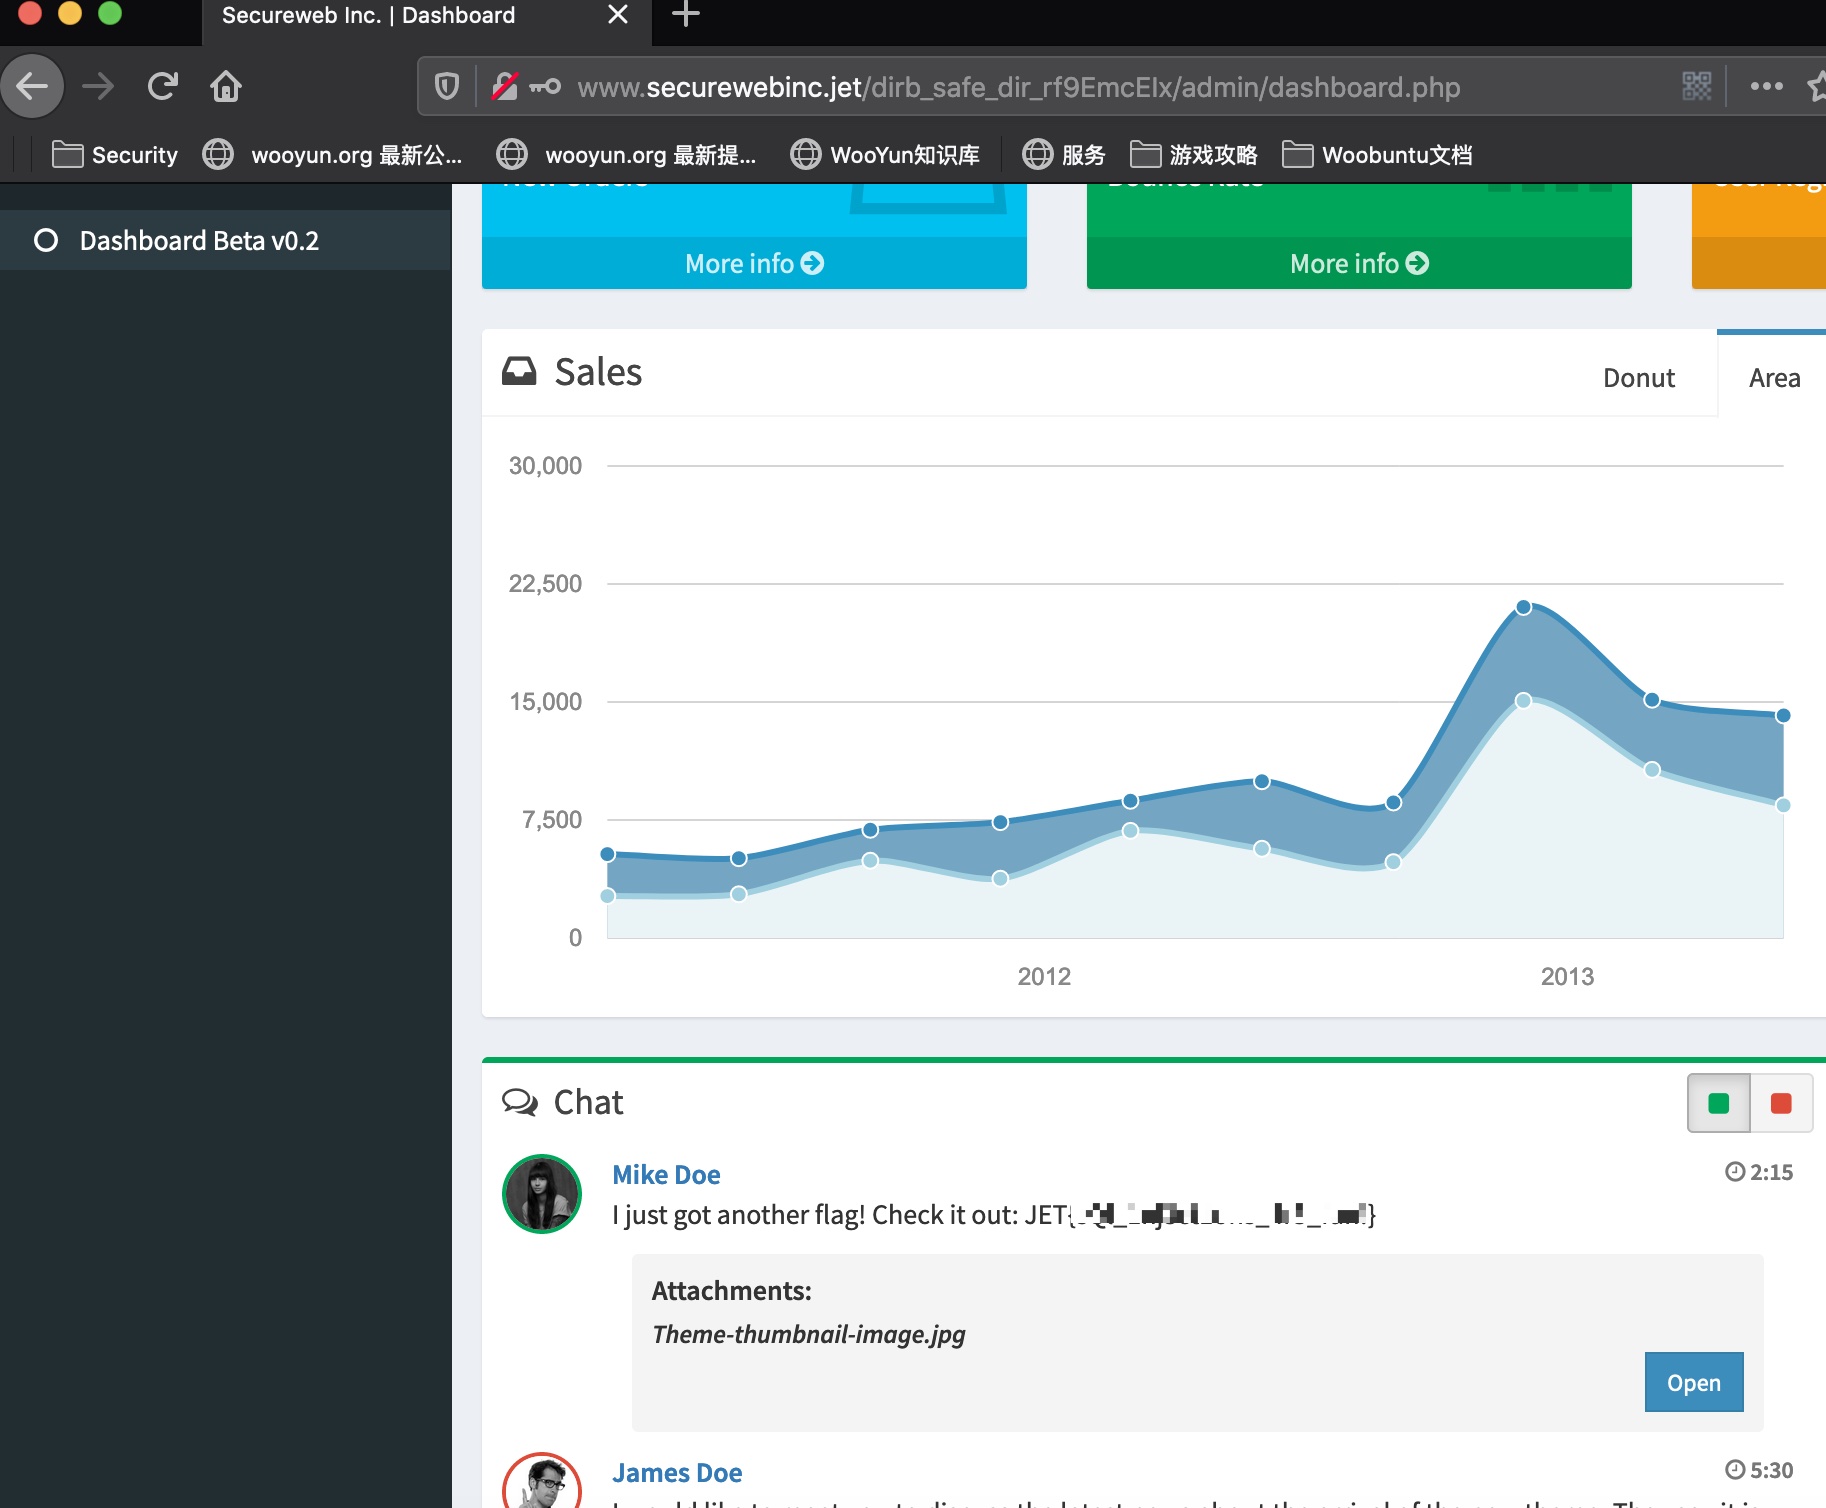 Secureweb Inc. | Dashboard
www.securewebinc.jet/dirb_safe_dir_rf9EmcEIx/admin/dashboard.php
Security wooyun.org 最新公... wooyun.org 最新提... WooYun知识库 服务 游戏攻略 Woobuntu文档
New Orders Bounce Rate
Dashboard Beta v0.2
More info More info
Sales Donut Area
30,000
22,500
15,000
7,500
0
2012 2013
Chat
Mike Doe 2:15
I just got another flag! Check it out: JET{
Attachments:
Theme-thumbnail-image.jpg
Open
James Doe 5:30